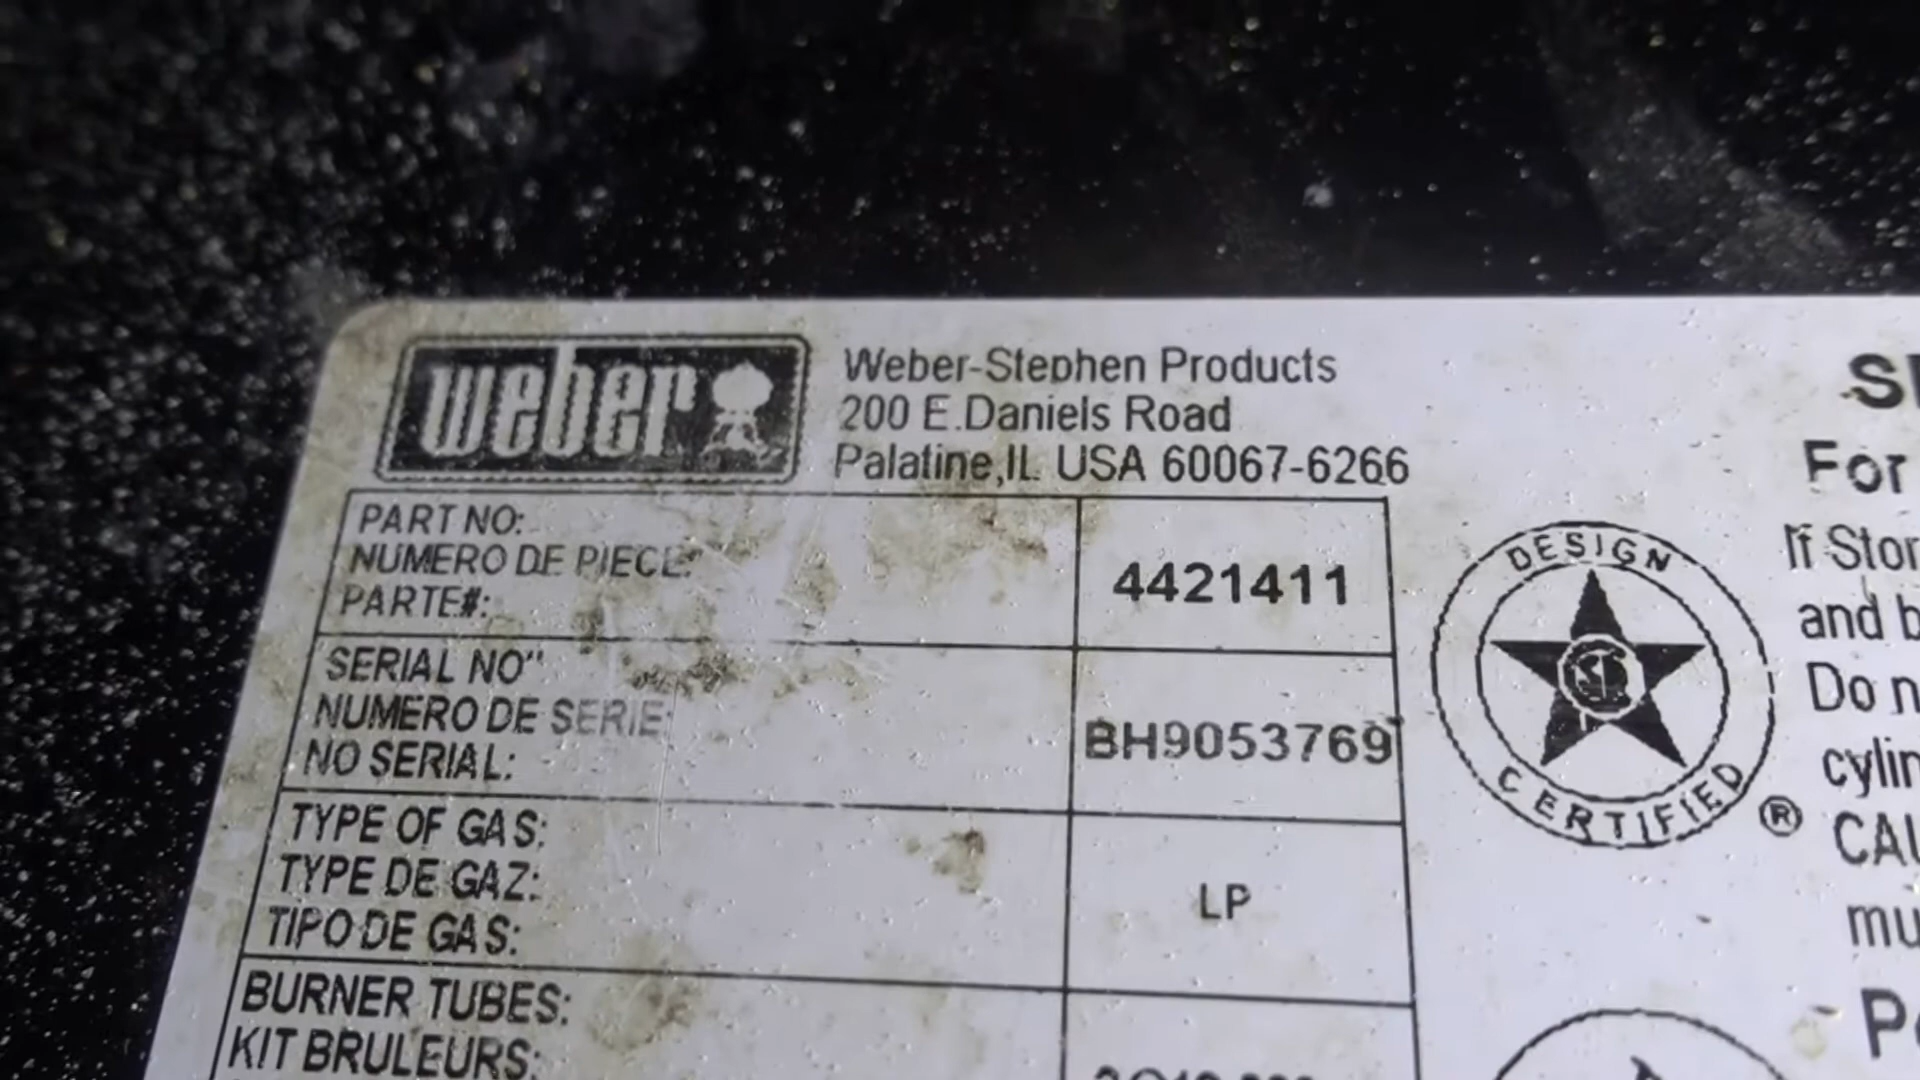 weber
Weber-Stephen Products
200 E.Daniels Road
Palatine,IL USA 60067-6266
PART NO:
NUMERO DE PIECE:
PARTE#:
4421411
SERIAL NO"
NUMERO DE SERIE:
NO SERIAL:
BH9053769
TYPE OF GAS:
TYPE DE GAZ:
TIPO DE GAS:
LP
BURNER TUBES:
KIT BRULEURS:
DESIGN
CERTIFIED
®
For
If Stor
and b
Do n
cylin
CAU
mu